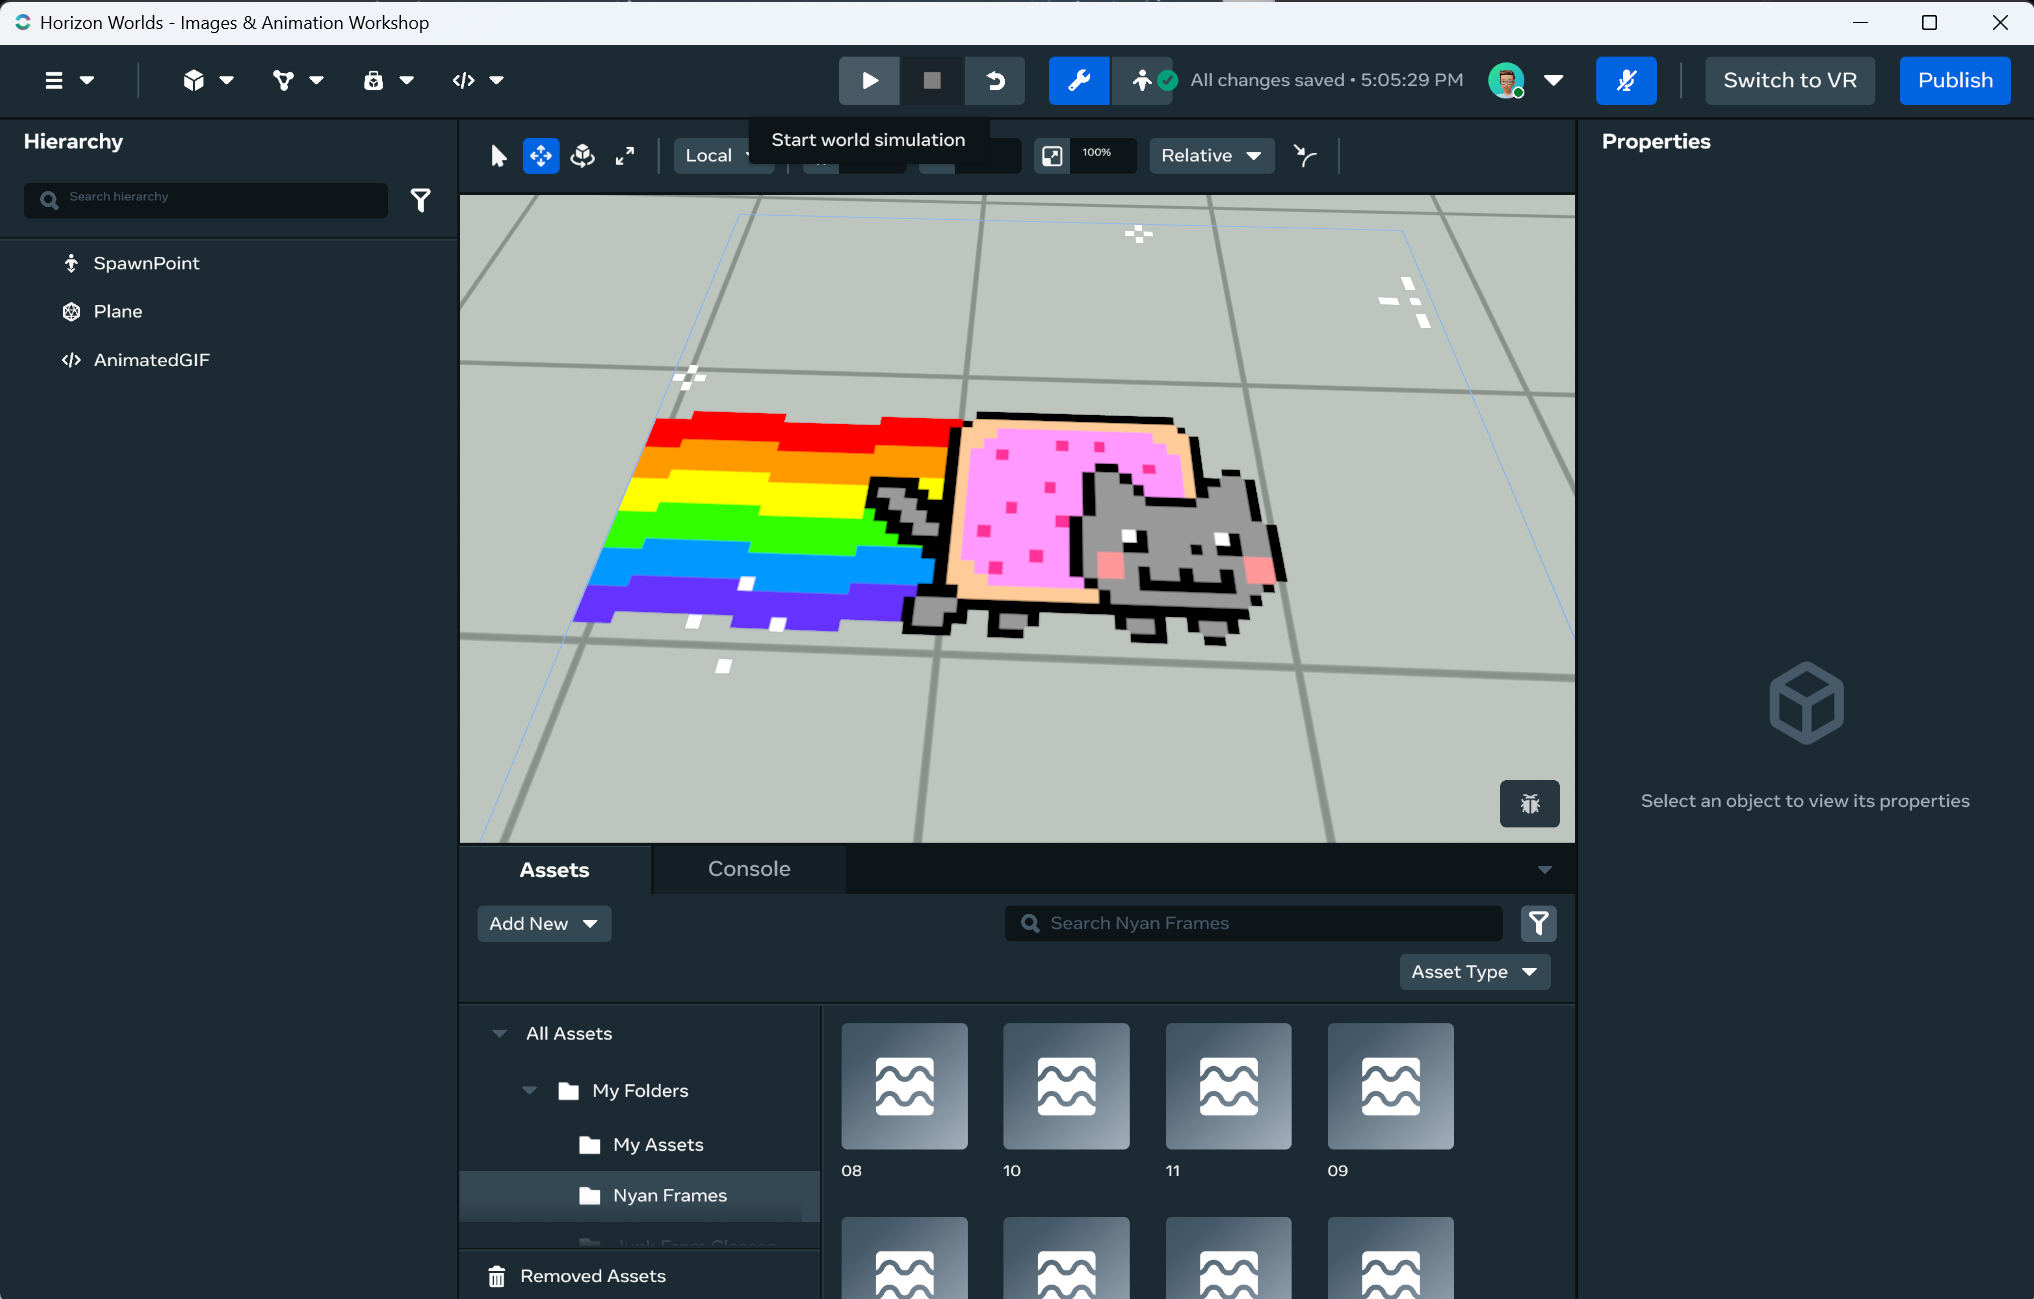 Horizon Worlds - Images & Animation Workshop
All changes saved • 5:05:29 PM
Switch to VR
Publish
Hierarchy
Start world simulation
Local
100%
Relative
Properties
Search hierarchy
SpawnPoint
Plane
AnimatedGIF
Select an object to view its properties
Assets
Console
Add New
Search Nyan Frames
Asset Type
All Assets
My Folders
My Assets
Nyan Frames
Removed Assets
08
10
11
09